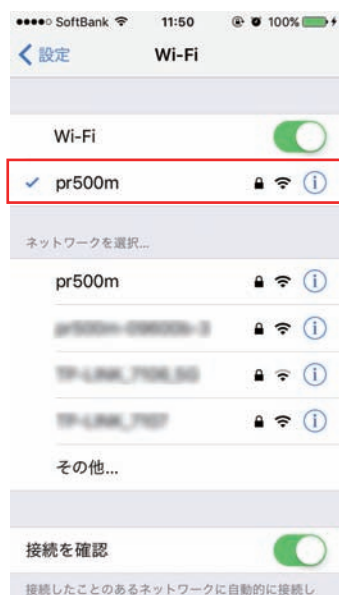 SoftBank 11:50 100%
設定 Wi-Fi
Wi-Fi
pr500m
ネットワークを選択...
pr500m
その他...
接続を確認
接続したことのあるネットワークに自動的に接続し